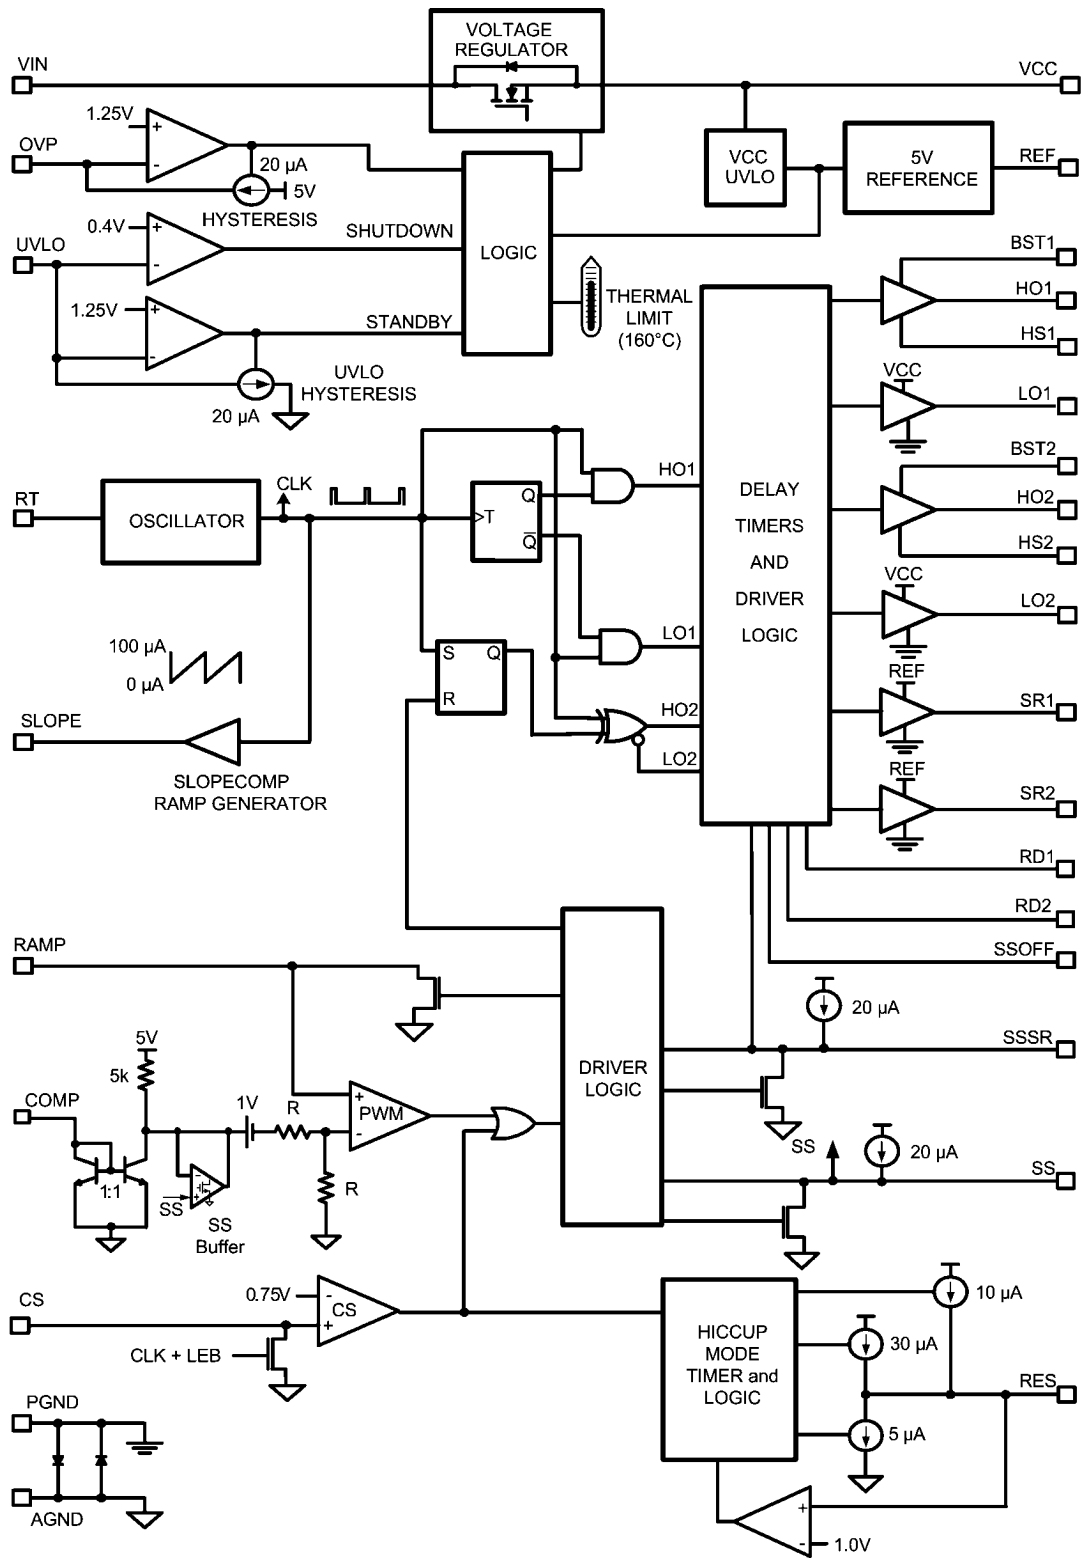 VOLTAGE
REGULATOR
VIN
VCC
1.25V
+
OVP
-
20 µA
5V
HYSTERESIS
VCC
UVLO
5V
REFERENCE
REF
0.4V
+
SHUTDOWN
UVLO
-
LOGIC
1.25V
+
STANDBY
-
THERMAL
LIMIT
(160°C)
UVLO
HYSTERESIS
20 µA
BST1
HO1
HS1
VCC
LO1
BST2
HO2
HS2
VCC
LO2
REF
SR1
REF
SR2
RD1
RD2
SSOFF
DELAY
TIMERS
AND
DRIVER
LOGIC
HO1
LO1
HO2
LO2
RT
OSCILLATOR
CLK
T
Q
Q
S
Q
R
100 µA
0 µA
SLOPE
SLOPECOMP
RAMP GENERATOR
RAMP
DRIVER
LOGIC
20 µA
SSSR
5V
5k
COMP
1:1
SS
-
+
SS
Buffer
1V
R
R
+
PWM
-
SS
20 µA
SS
CS
0.75V
-
CS
+
CLK + LEB
HICCUP
MODE
TIMER and
LOGIC
10 µA
30 µA
RES
5 µA
+
-
1.0V
PGND
AGND